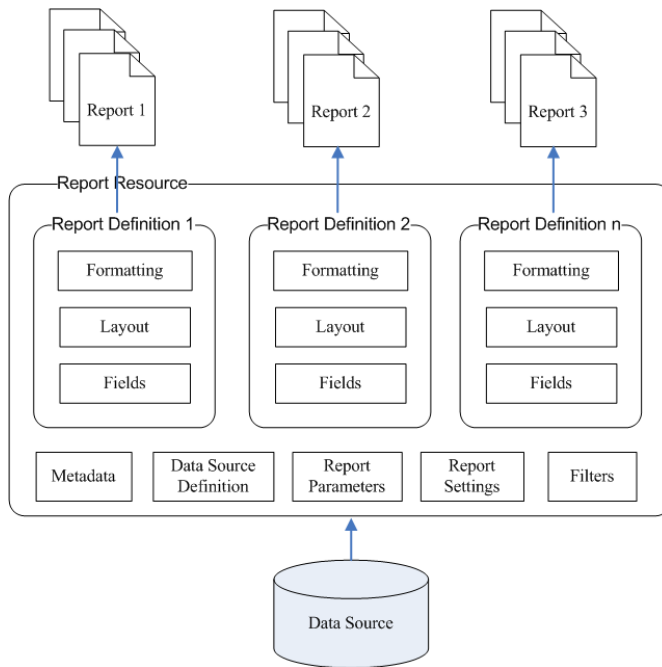 Report 1
Report 2
Report 3
Report Resource
Report Definition 1
Report Definition 2
Report Definition n
Formatting
Formatting
Formatting
Layout
Layout
Layout
Fields
Fields
Fields
Metadata
Data Source
Definition
Report
Parameters
Report
Settings
Filters
Data Source